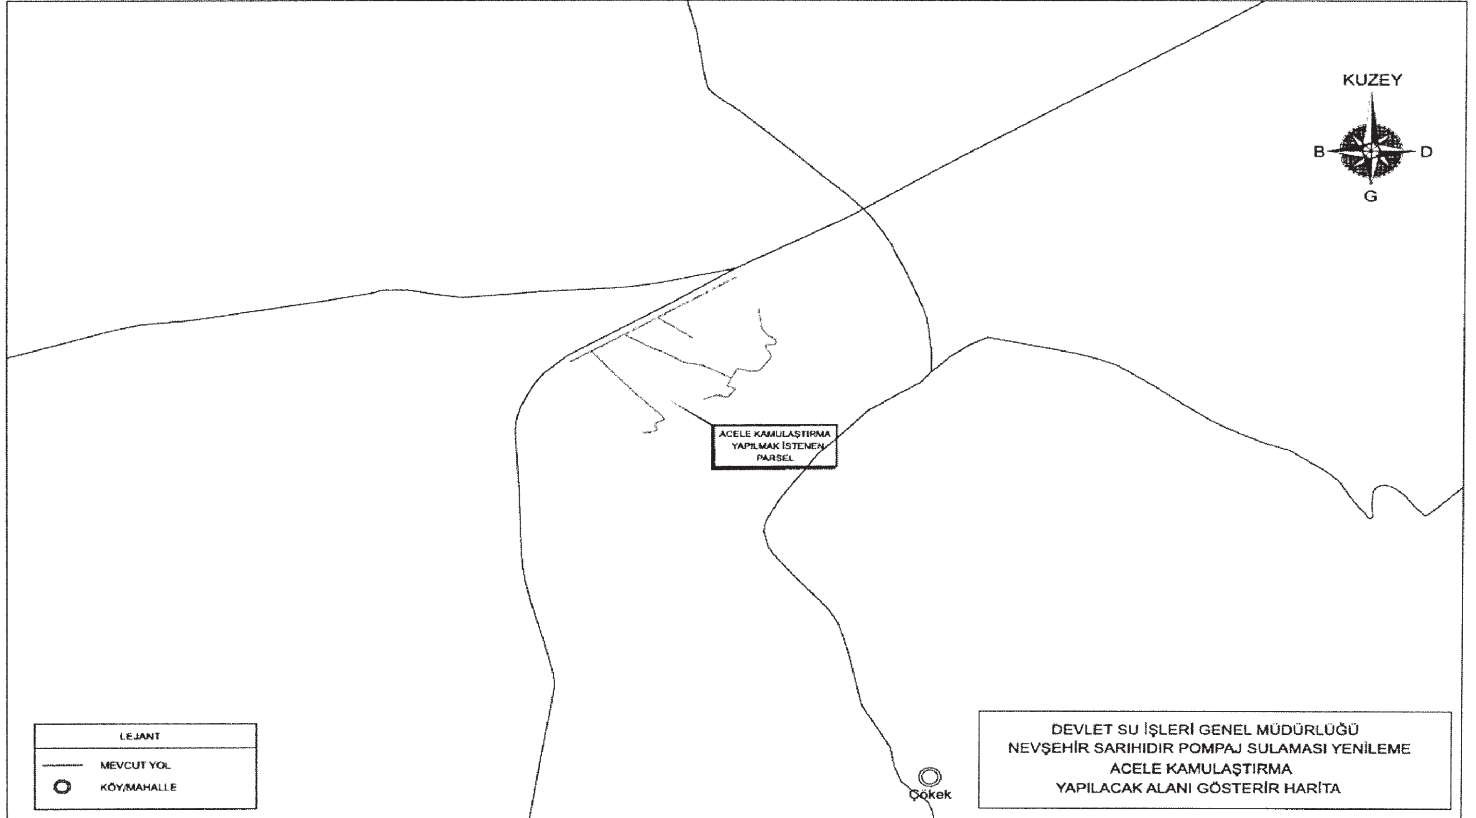 KUZEY
B
D
G
ACELE KAMULAŞTIRMA
YAPILMAK İSTENEN
PARSEL
LEJANT
MEVCUT YOL
KÖY/MAHALLE
Çökek
DEVLET SU İŞLERİ GENEL MÜDÜRLÜĞÜ
NEVŞEHİR SARIHIDIR POMPAJ SULAMASI YENİLEME
ACELE KAMULAŞTIRMA
YAPILACAK ALANI GÖSTERİR HARİTA